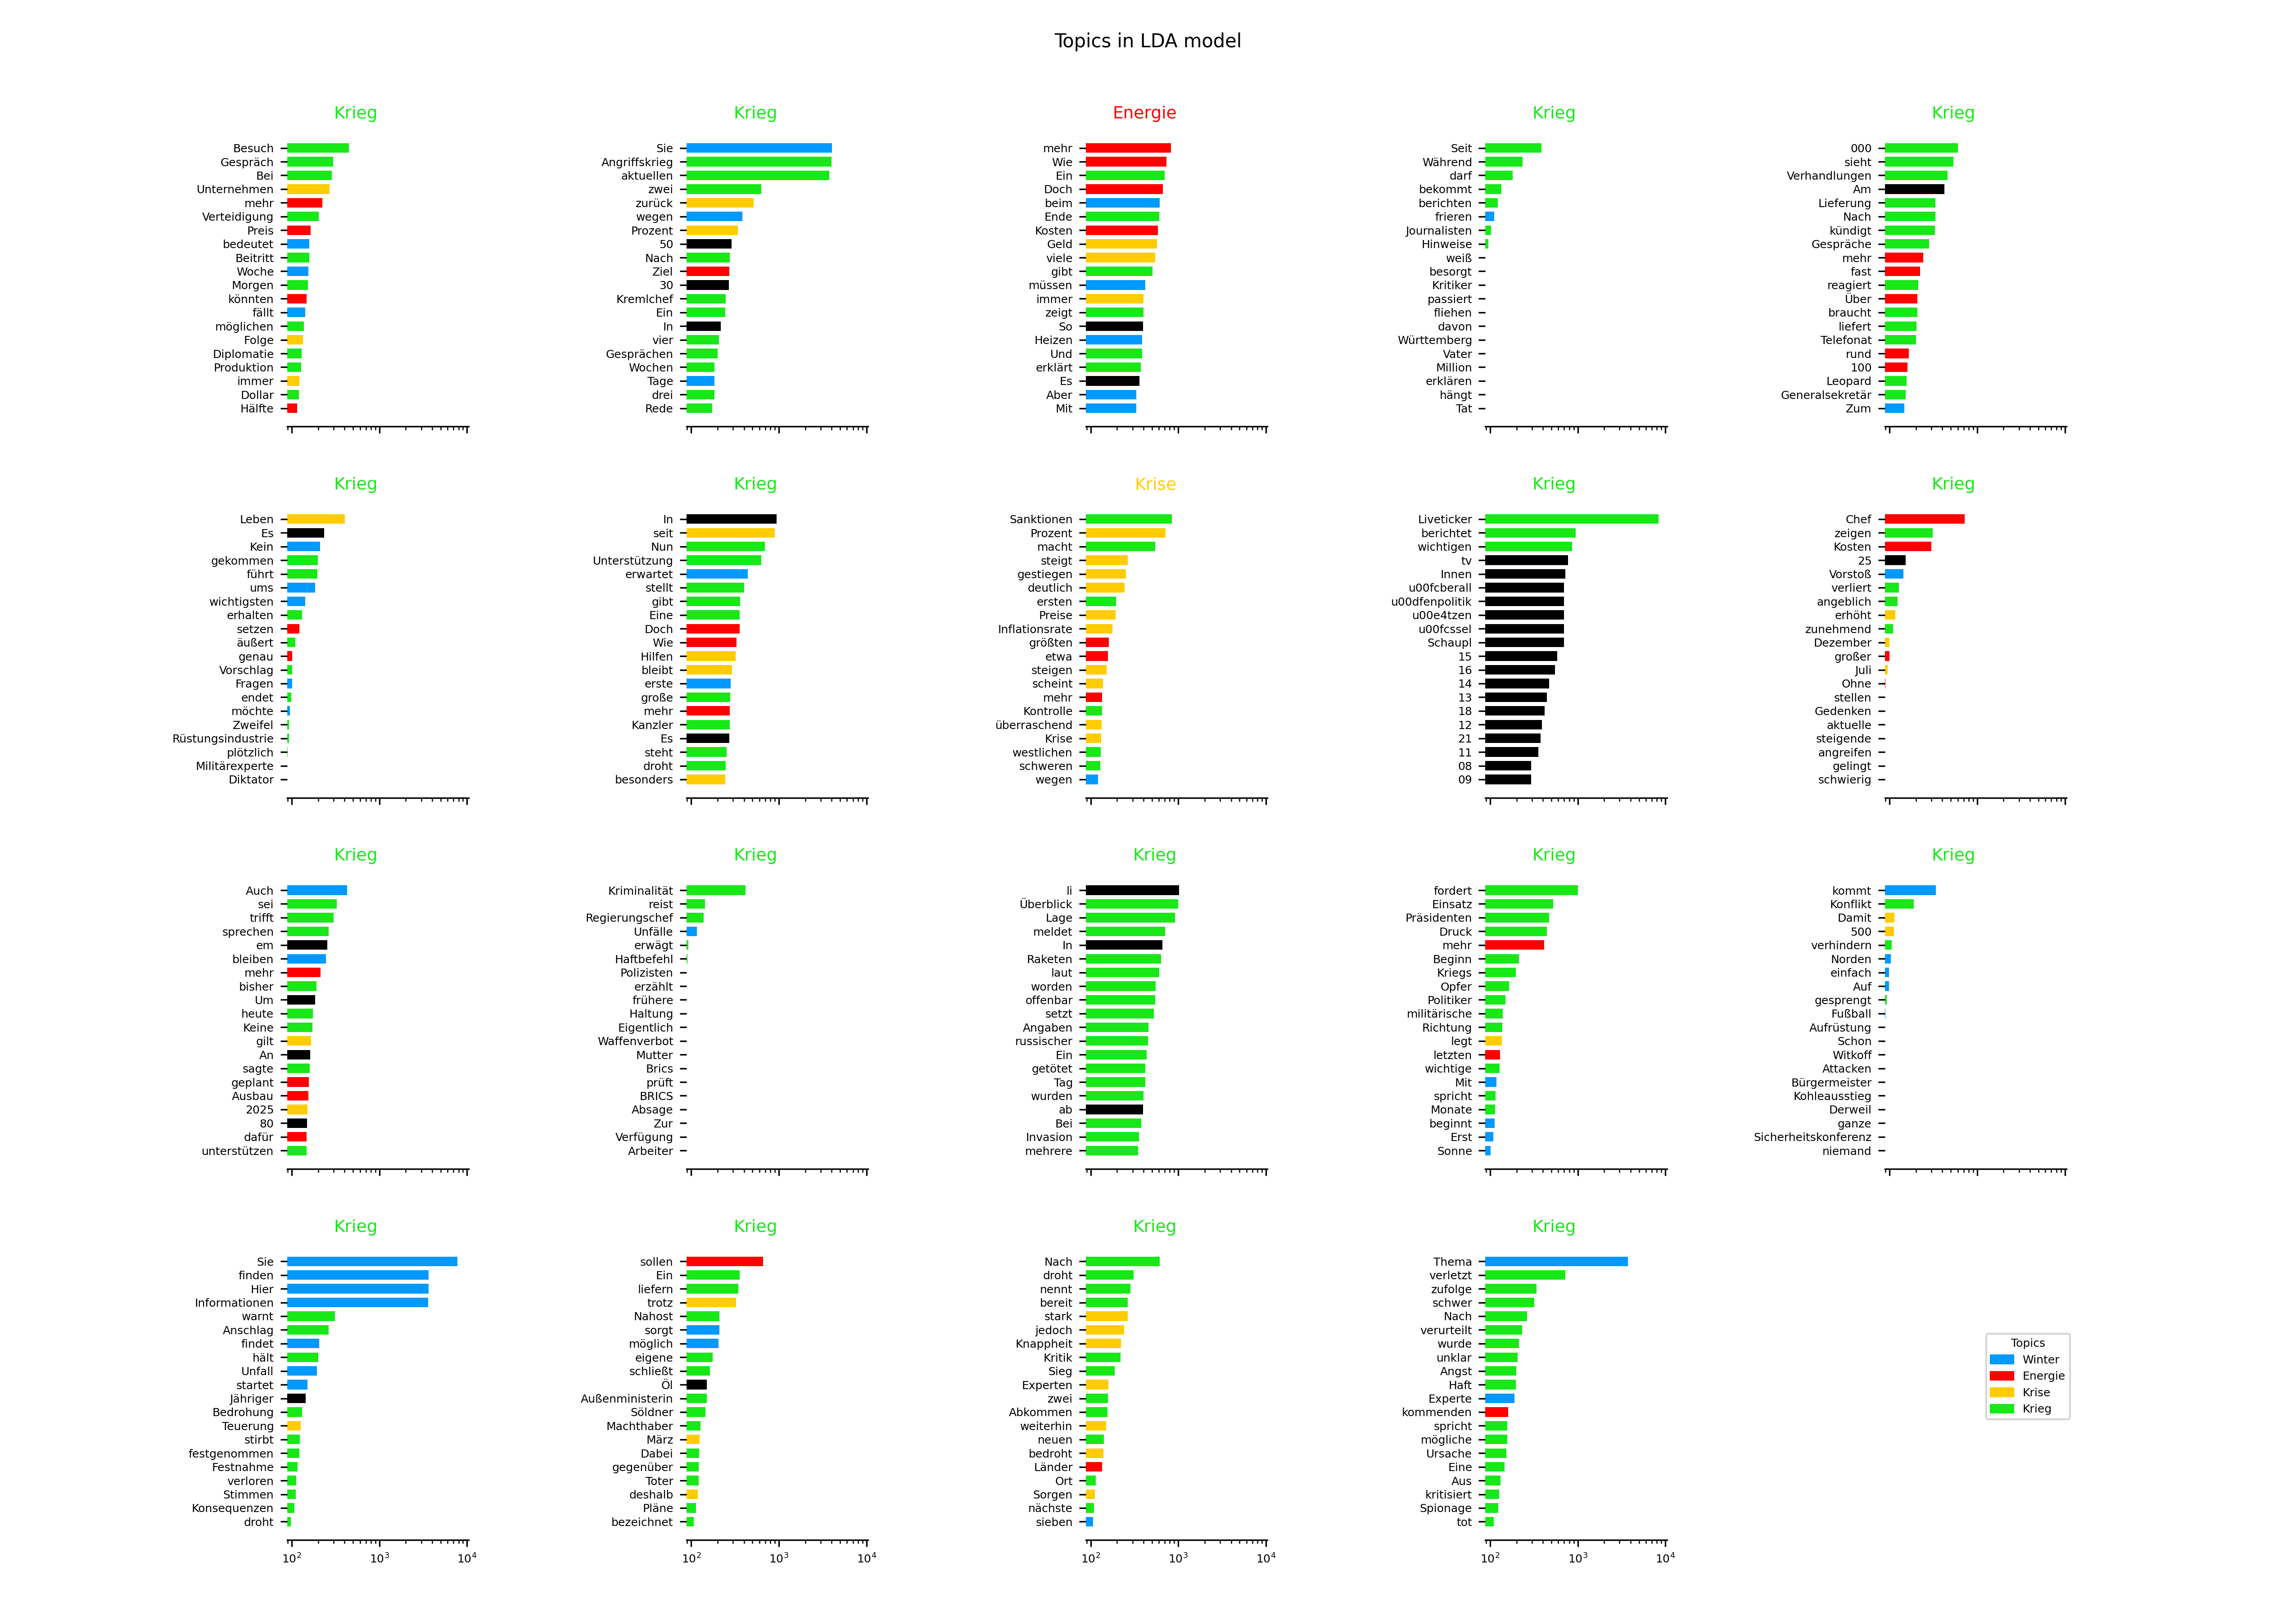 Topics in LDA model
Krieg
Besuch
Gespräch
Bei
Unternehmen
mehr
Verteidigung
Preis
bedeutet
Beitritt
Woche
Morgen
könnten
fällt
möglichen
Folge
Diplomatie
Produktion
immer
Dollar
Hälfte
Krieg
Sie
Angriffskrieg
aktuellen
zwei
zurück
wegen
Prozent
50
Nach
Ziel
30
Kremlchef
Ein
In
vier
Gesprächen
Wochen
Tage
drei
Rede
Energie
mehr
Wie
Ein
Doch
beim
Ende
Kosten
Geld
viele
gibt
müssen
immer
zeigt
So
Heizen
Und
erklärt
Es
Aber
Mit
Krieg
Seit
Während
darf
bekommt
berichten
frieren
Journalisten
Hinweise
weiß
besorgt
Kritiker
passiert
fliehen
davon
Württemberg
Vater
Million
erklären
hängt
Tat
Krieg
000
sieht
Verhandlungen
Am
Lieferung
Nach
kündigt
Gespräche
mehr
fast
reagiert
Über
braucht
liefert
Telefonat
rund
100
Leopard
Generalsekretär
Zum
Krieg
Leben
Es
Kein
gekommen
führt
ums
wichtigsten
erhalten
setzen
äußert
genau
Vorschlag
Fragen
endet
möchte
Zweifel
Rüstungsindustrie
plötzlich
Militärexperte
Diktator
Krieg
In
seit
Nun
Unterstützung
erwartet
stellt
gibt
Eine
Doch
Wie
Hilfen
bleibt
erste
große
mehr
Kanzler
Es
steht
droht
besonders
Krise
Sanktionen
Prozent
macht
steigt
gestiegen
deutlich
ersten
Preise
Inflationsrate
größten
etwa
steigen
scheint
mehr
Kontrolle
überraschend
Krise
westlichen
schweren
wegen
Krieg
Liveticker
berichtet
wichtigen
tv
Innen
u00fcberall
u00dfenpolitik
u00e4tzen
u00fcssel
Schaupl
15
16
14
13
18
12
21
11
08
09
Krieg
Chef
zeigen
Kosten
25
Vorstoß
verliert
angeblich
erhöht
zunehmend
Dezember
großer
Juli
Ohne
stellen
Gedenken
aktuelle
steigende
angreifen
gelingt
schwierig
Krieg
Auch
sei
trifft
sprechen
em
bleiben
mehr
bisher
Um
heute
Keine
gilt
An
sagte
geplant
Ausbau
2025
80
dafür
unterstützen
Krieg
Kriminalität
reist
Regierungschef
Unfälle
erwägt
Haftbefehl
Polizisten
erzählt
frühere
Haltung
Eigentlich
Waffenverbot
Mutter
Brics
prüft
BRICS
Absage
Zur
Verfügung
Arbeiter
Krieg
li
Überblick
Lage
meldet
In
Raketen
laut
worden
offenbar
setzt
Angaben
russischer
Ein
getötet
Tag
wurden
ab
Bei
Invasion
mehrere
Krieg
fordert
Einsatz
Präsidenten
Druck
mehr
Beginn
Kriegs
Opfer
Politiker
militärische
Richtung
legt
letzten
wichtige
Mit
spricht
Monate
beginnt
Erst
Sonne
Krieg
kommt
Konflikt
Damit
500
verhindern
Norden
einfach
Auf
gesprengt
Fußball
Aufrüstung
Schon
Witkoff
Attacken
Bürgermeister
Kohleausstieg
Derweil
ganze
Sicherheitskonferenz
niemand
Krieg
Sie
finden
Hier
Informationen
warnt
Anschlag
findet
hält
Unfall
startet
Jähriger
Bedrohung
Teuerung
stirbt
festgenommen
Festnahme
verloren
Stimmen
Konsequenzen
droht
10² 10³ 10⁴
Krieg
sollen
Ein
liefern
trotz
Nahost
sorgt
möglich
eigene
schließt
Öl
Außenministerin
Söldner
Machthaber
März
Dabei
gegenüber
Toter
deshalb
Pläne
bezeichnet
10² 10³ 10⁴
Krieg
Nach
droht
nennt
bereit
stark
jedoch
Knappheit
Kritik
Sieg
Experten
zwei
Abkommen
weiterhin
neuen
bedroht
Länder
Ort
Sorgen
nächste
sieben
10² 10³ 10⁴
Krieg
Thema
verletzt
zufolge
schwer
Nach
verurteilt
wurde
unklar
Angst
Haft
Experte
kommenden
spricht
mögliche
Ursache
Eine
Aus
kritisiert
Spionage
tot
10² 10³ 10⁴
Topics
Winter
Energie
Krise
Krieg